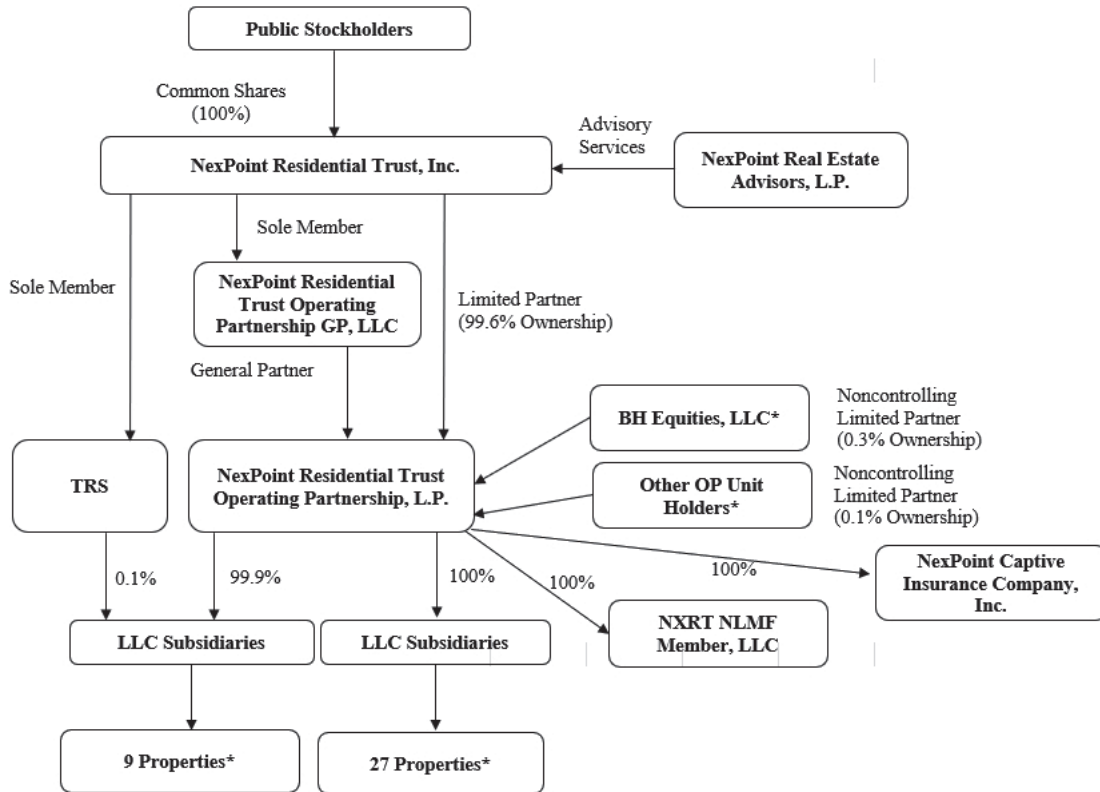 Public Stockholders
Common Shares
(100%)
Advisory
Services
NexPoint Residential Trust, Inc.
NexPoint Real Estate
Advisors, L.P.
Sole Member
Sole Member
NexPoint Residential
Trust Operating
Partnership GP, LLC
Limited Partner
(99.6% Ownership)
General Partner
BH Equities, LLC*
Noncontrolling
Limited Partner
(0.3% Ownership)
TRS
NexPoint Residential Trust
Operating Partnership, L.P.
Other OP Unit
Holders*
Noncontrolling
Limited Partner
(0.1% Ownership)
0.1%
99.9%
100%
100%
100%
NexPoint Captive
Insurance Company,
Inc.
LLC Subsidiaries
LLC Subsidiaries
NXRT NLMF
Member, LLC
9 Properties*
27 Properties*